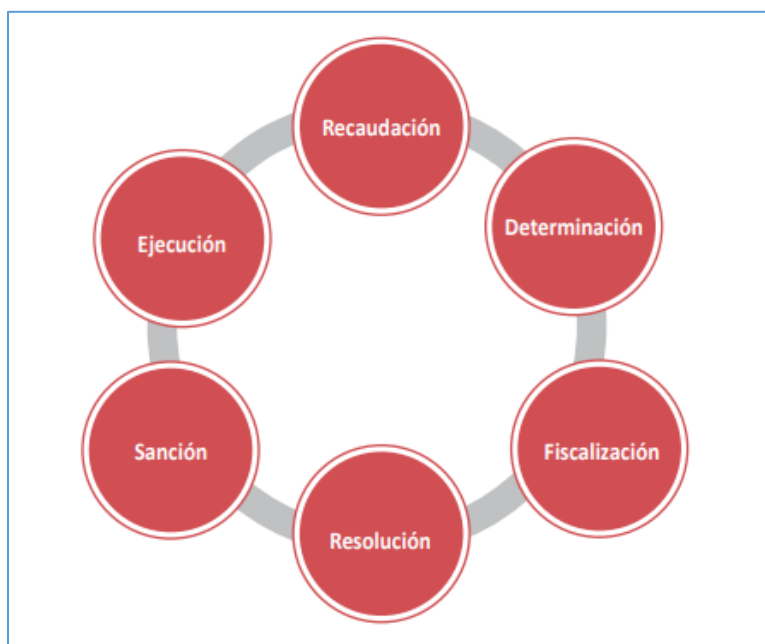 Recaudación
Determinación
Fiscalización
Resolución
Sanción
Ejecución